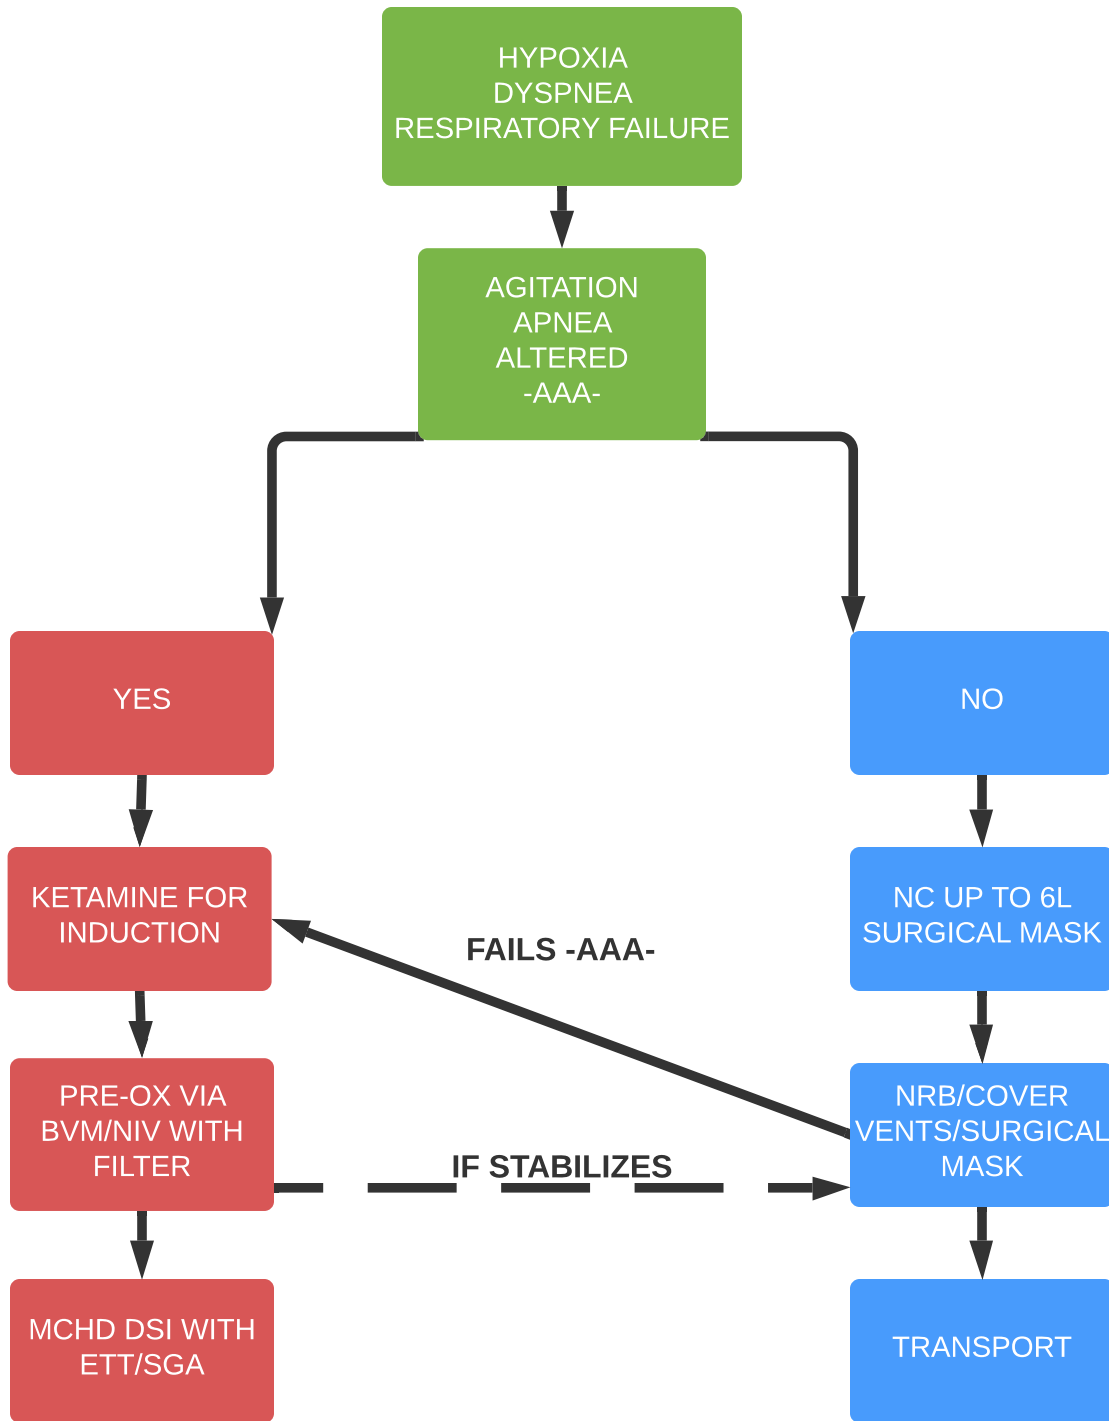 HYPOXIA
DYSPNEA
RESPIRATORY FAILURE
AGITATION
APNEA
ALTERED
-AAA-
YES
NO
KETAMINE FOR
INDUCTION
NC UP TO 6L
SURGICAL MASK
FAILS -AAA-
PRE-OX VIA
BVM/NIV WITH
FILTER
NRB/COVER
VENTS/SURGICAL
MASK
IF STABILIZES
MCHD DSI WITH
ETT/SGA
TRANSPORT